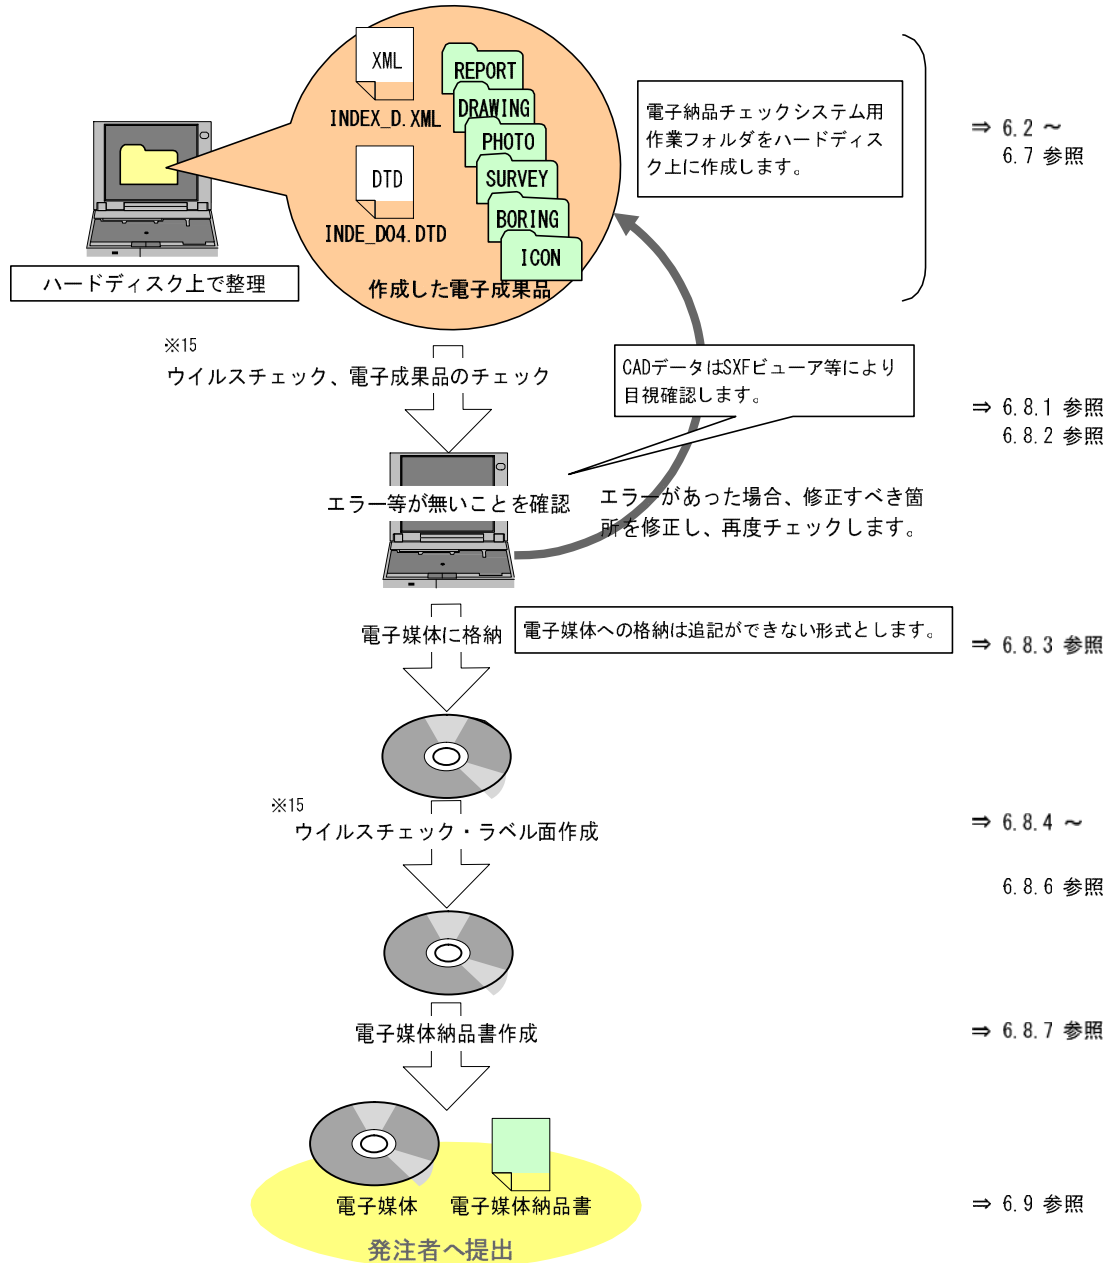 XML
INDEX_D.XML
DTD
INDE_D04.DTD
REPORT
DRAWING
PHOTO
SURVEY
BORING
ICON
作成した電子成果品
ハードディスク上で整理
電子納品チェックシステム用
作業フォルダをハードディス
ク上に作成します。
⇒ 6.2 ～
6.7 参照
※15
ウイルスチェック、電子成果品のチェック
CADデータはSXFビューア等により
目視確認します。
⇒ 6.8.1 参照
6.8.2 参照
エラー等が無いことを確認
エラーがあった場合、修正すべき箇
所を修正し、再度チェックします。
電子媒体に格納
電子媒体への格納は追記ができない形式とします。
⇒ 6.8.3 参照
※15
ウイルスチェック・ラベル面作成
⇒ 6.8.4 ～
6.8.6 参照
電子媒体納品書作成
⇒ 6.8.7 参照
電子媒体
電子媒体納品書
⇒ 6.9 参照
発注者へ提出